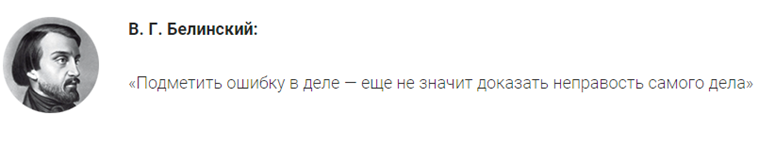 В. Г. Белинский:
«Подметить ошибку в деле — еще не значит доказать неправость самого дела»